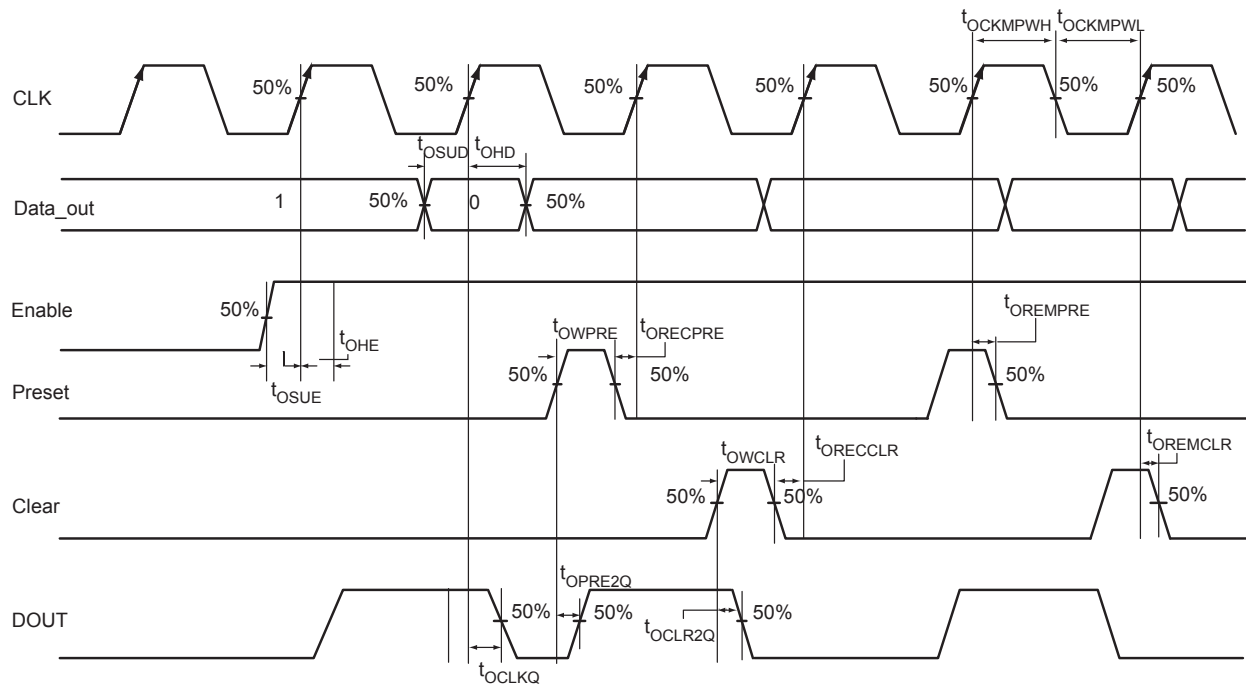 tOCKMPWH tOCKMPWL
CLK
50% 50% 50% 50% 50% 50% 50%
tOSUD tOHD
Data_out
1 50% 0 50%
Enable
50%
tOHE
tOSUE
tOWPRE tORECPRE
tOREMPRE
Preset
50% 50% 50%
tOWCLR tORECCLR
tOREMCLR
Clear
50% 50% 50%
tOPRE2Q
DOUT
50% 50% 50%
tOCLR2Q
tOCLKQ